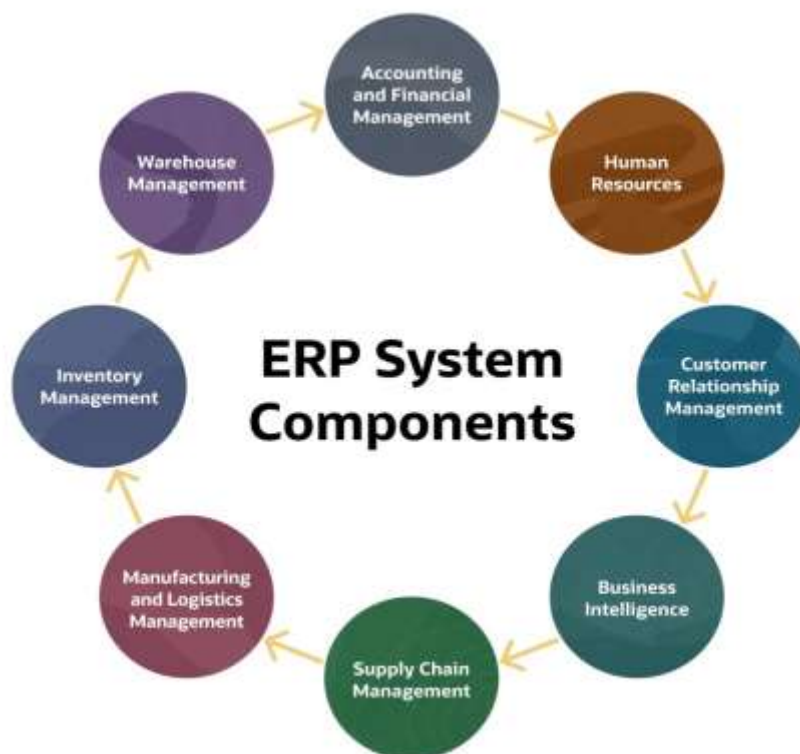 Accounting
and Financial
Management
Human
Resources
Customer
Relationship
Management
Business
Intelligence
Supply Chain
Management
Manufacturing
and Logistics
Management
Inventory
Management
Warehouse
Management
ERP System
Components